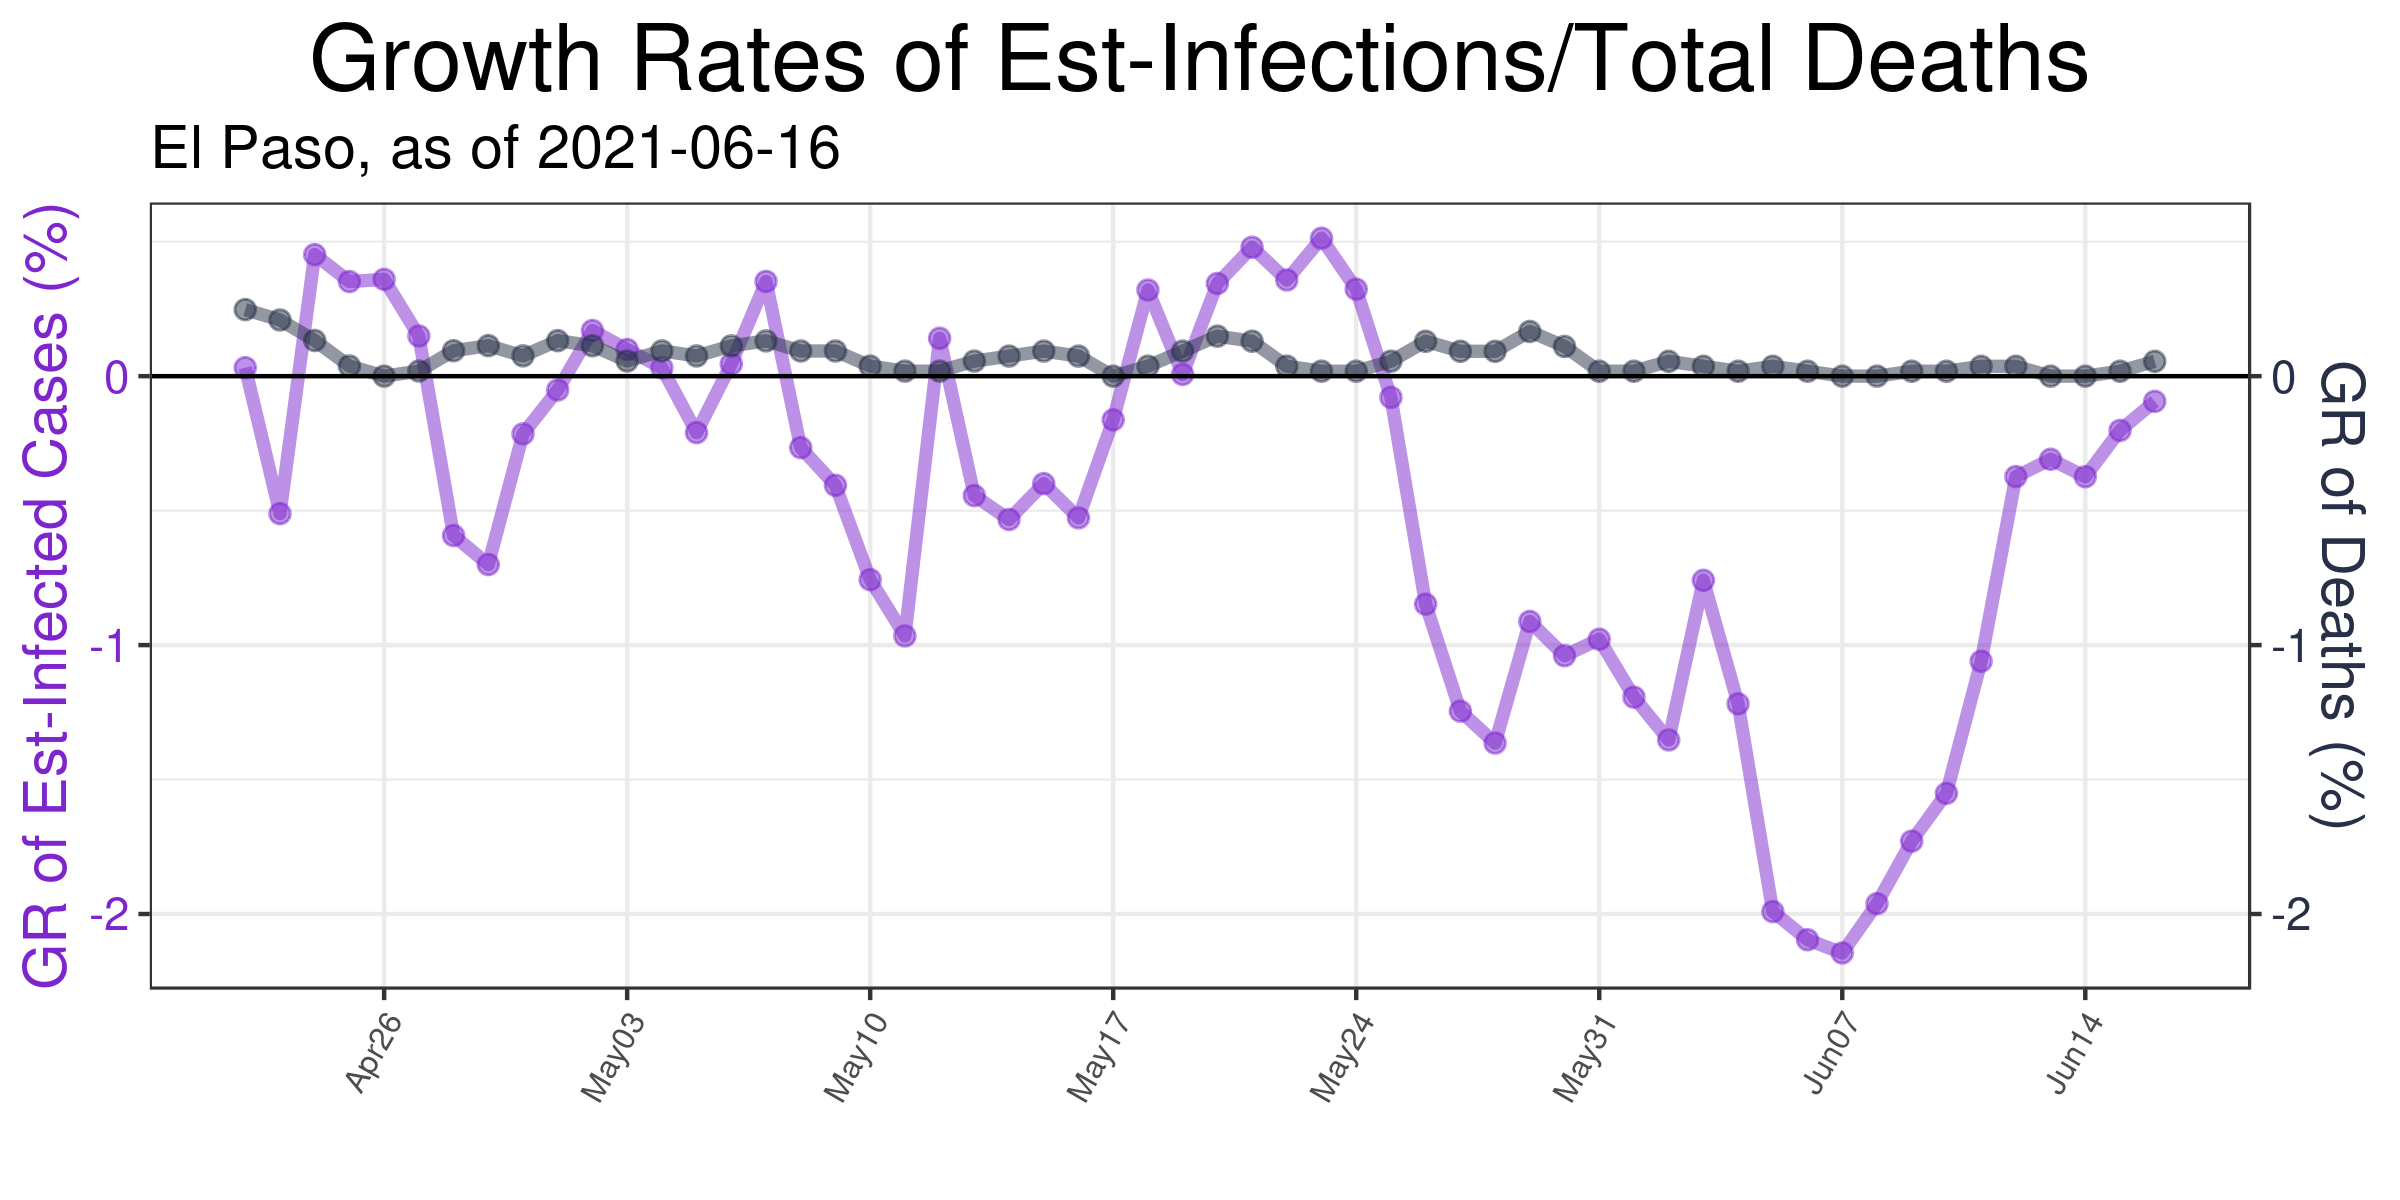 Growth Rates of Est-Infections/Total Deaths
El Paso, as of 2021-06-16
GR of Est-Infected Cases (%)
0
-1
-2
0
-1
-2
GR of Deaths (%)
Apr26
May03
May10
May17
May24
May31
Jun07
Jun14